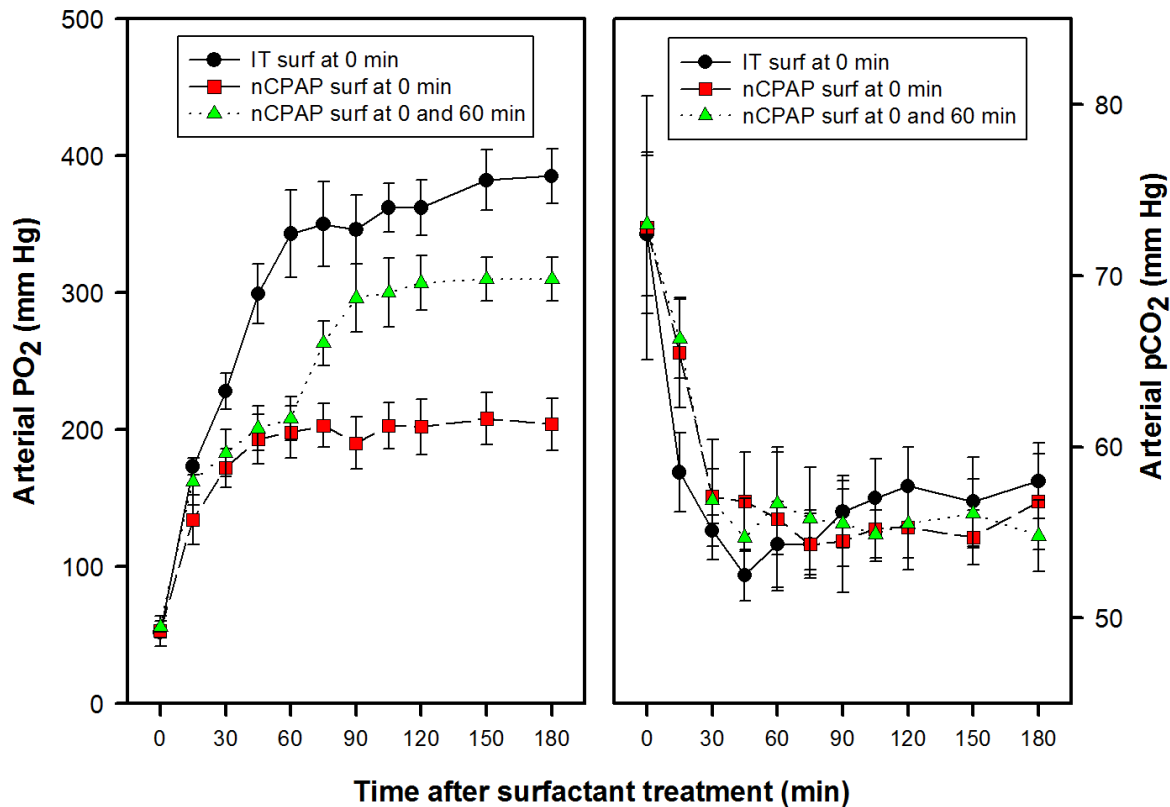 500
400
300
200
100
0
Arterial PO2 (mm Hg)
IT surf at 0 min
nCPAP surf at 0 min
nCPAP surf at 0 and 60 min
0 30 60 90 120 150 180
IT surf at 0 min
nCPAP surf at 0 min
nCPAP surf at 0 and 60 min
0 30 60 90 120 150 180
80
70
60
50
Arterial pCO2 (mm Hg)
Time after surfactant treatment (min)